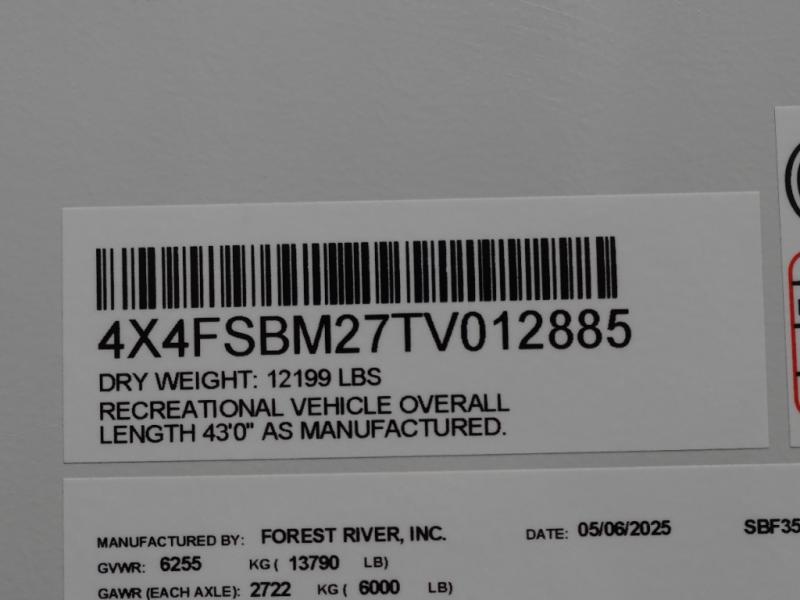 4X4FSBM27TV012885
DRY WEIGHT: 12199 LBS
RECREATIONAL VEHICLE OVERALL
LENGTH 43'0" AS MANUFACTURED.
MANUFACTURED BY: FOREST RIVER, INC. DATE: 05/06/2025 SBF35
GVWR: 6255 KG ( 13790 LB)
GAWR (EACH AXLE): 2722 KG ( 6000 LB)